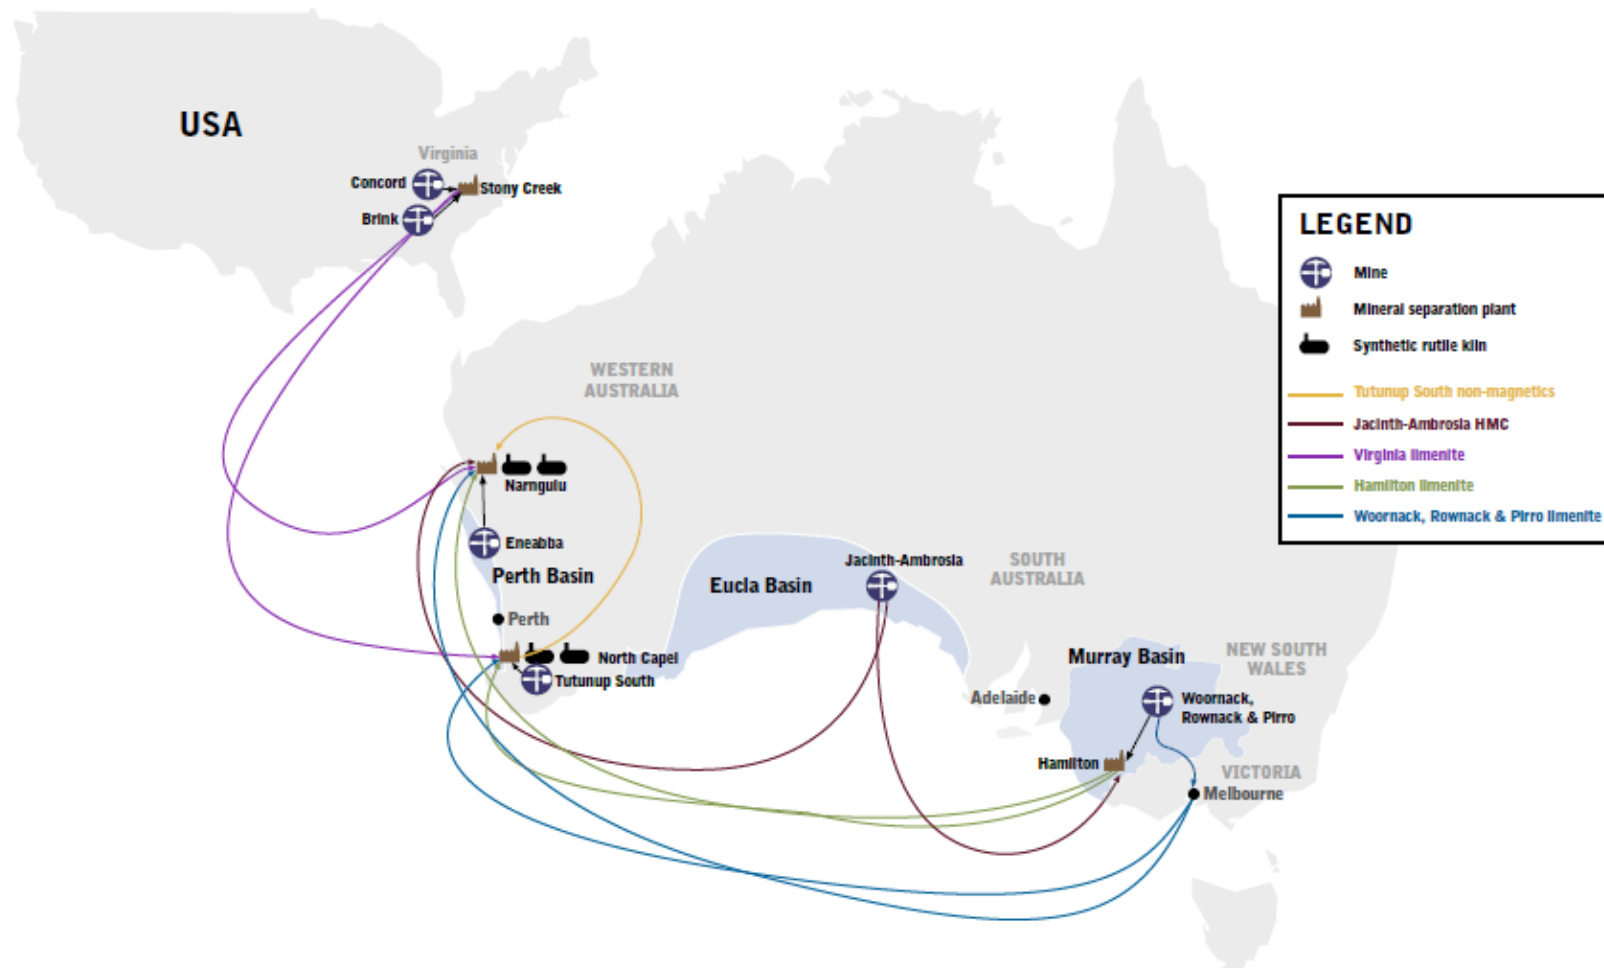 USA
Virginia
Concord
Stony Creek
Brink
LEGEND
Mine
Mineral separation plant
Synthetic rutile kiln
Tutunup South non-magnetics
Jacinth-Ambrosia HMC
Virginia ilmenite
Hamilton ilmenite
Woornack, Rownack & Pirro ilmenite
WESTERN
AUSTRALIA
Narngulu
Eneabba
Perth Basin
Perth
North Capel
Tutunup South
Eucla Basin
Jacinth-Ambrosia
SOUTH
AUSTRALIA
Adelaide
Murray Basin
NEW SOUTH
WALES
Woornack,
Rownack & Pirro
Hamilton
VICTORIA
Melbourne